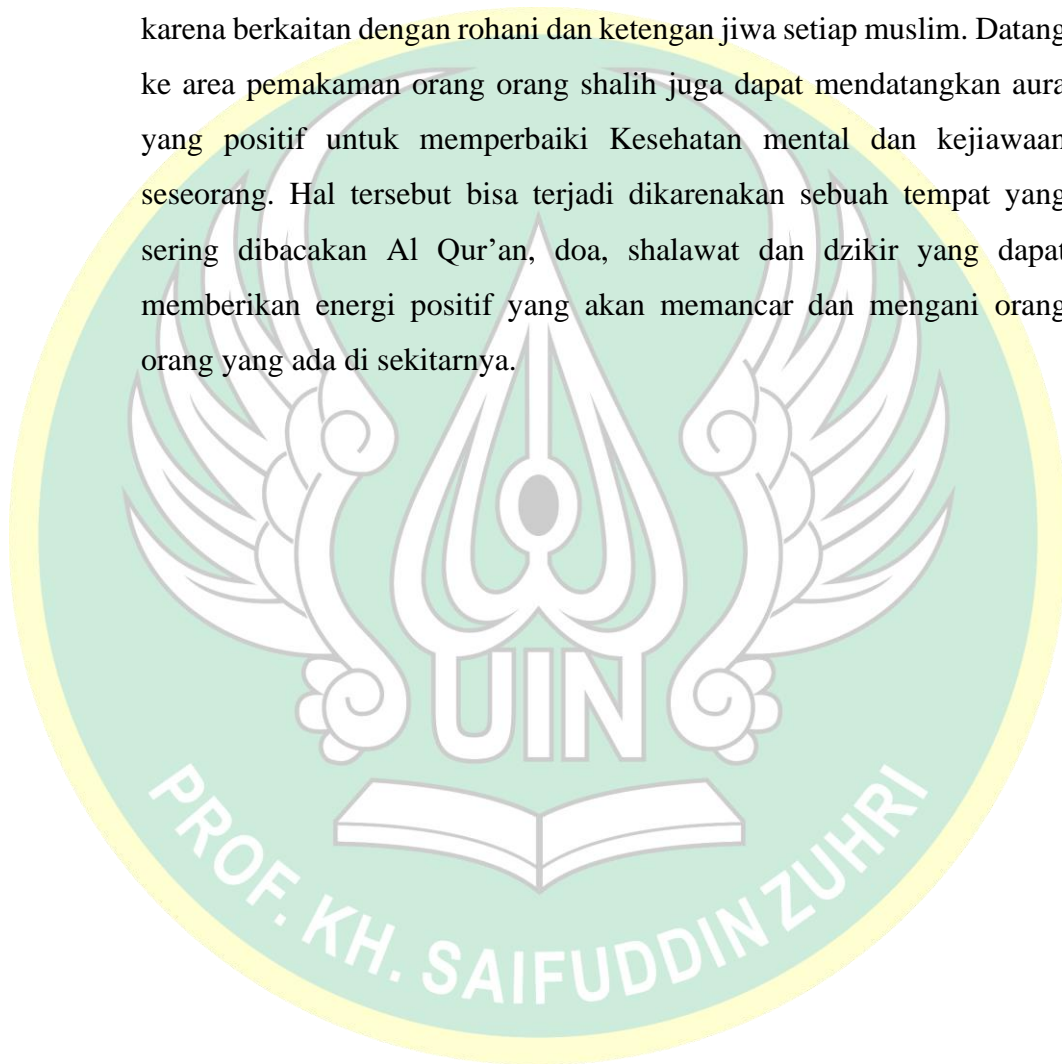 karena berkaitan dengan rohani dan ketengan jiwa setiap muslim. Datang
ke area pemakaman orang orang shalih juga dapat mendatangkan aura
yang positif untuk memperbaiki Kesehatan mental dan kejiawaan
seseorang. Hal tersebut bisa terjadi dikarenakan sebuah tempat yang
sering dibacakan Al Qur’an, doa, shalawat dan dzikir yang dapat
memberikan energi positif yang akan memancar dan mengani orang
orang yang ada di sekitarnya.
UIN
PROF. KH. SAIFUDDIN ZUHRI